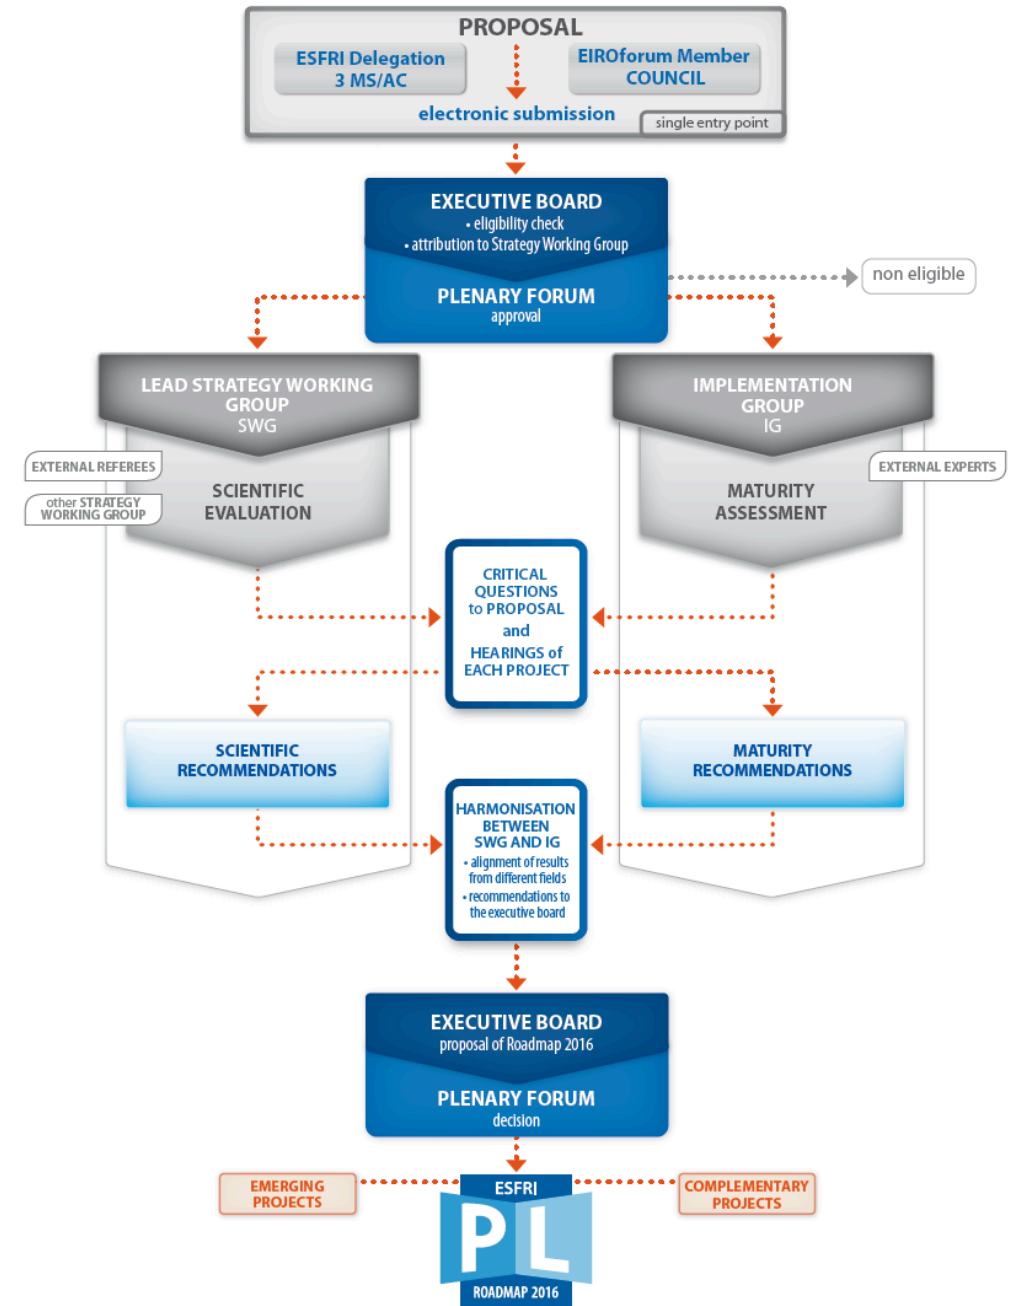 PROPOSAL
ESFRI Delegation
3 MS/AC
EIROforum Member
COUNCIL
electronic submission
single entry point
EXECUTIVE BOARD
• eligibility check
• attribution to Strategy Working Group
PLENARY FORUM
approval
non eligible
LEAD STRATEGY WORKING
GROUP
SWG
EXTERNAL REFEREES
other STRATEGY
WORKING GROUP
SCIENTIFIC
EVALUATION
IMPLEMENTATION
GROUP
IG
EXTERNAL EXPERTS
MATURITY
ASSESSMENT
CRITICAL
QUESTIONS
to PROPOSAL
and
HEARINGS of
EACH PROJECT
SCIENTIFIC
RECOMMENDATIONS
MATURITY
RECOMMENDATIONS
HARMONISATION
BETWEEN
SWG AND IG
• alignment of results
from different fields
• recommendations to
the executive board
EXECUTIVE BOARD
proposal of Roadmap 2016
PLENARY FORUM
decision
EMERGING
PROJECTS
ESFRI
PL
ROADMAP 2016
COMPLEMENTARY
PROJECTS